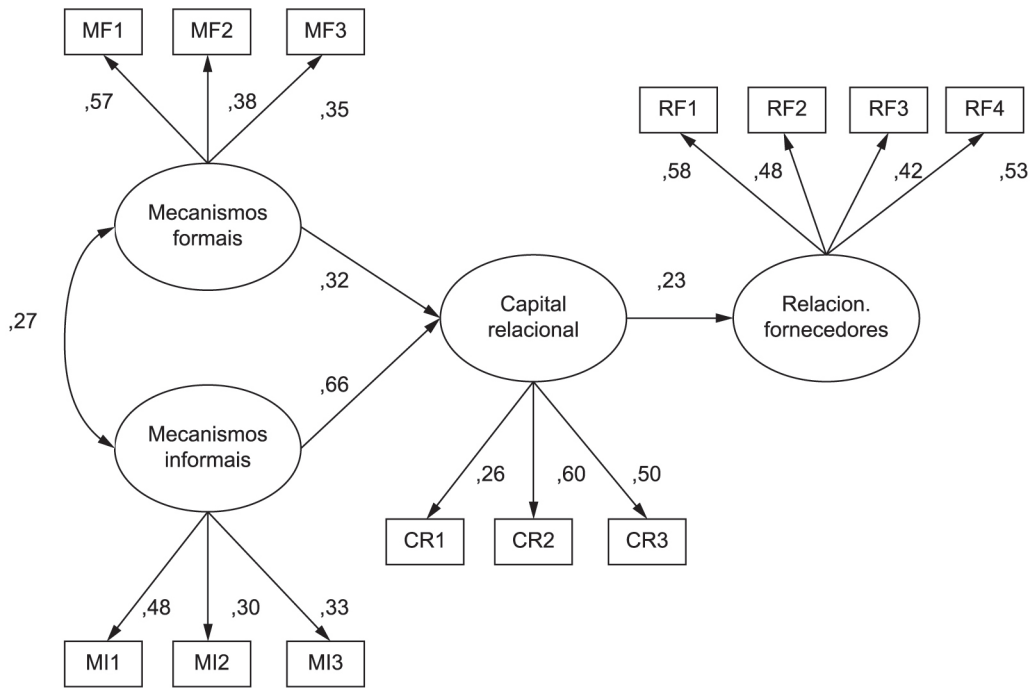 MF1
MF2
MF3
,57
,38
,35
RF1
RF2
RF3
RF4
,58
,48
,42
,53
Mecanismos
formais
,27
,32
,66
Capital
relacional
,23
Relacion.
fornecedores
Mecanismos
informais
,26
,60
,50
CR1
CR2
CR3
,48
,30
,33
MI1
MI2
MI3